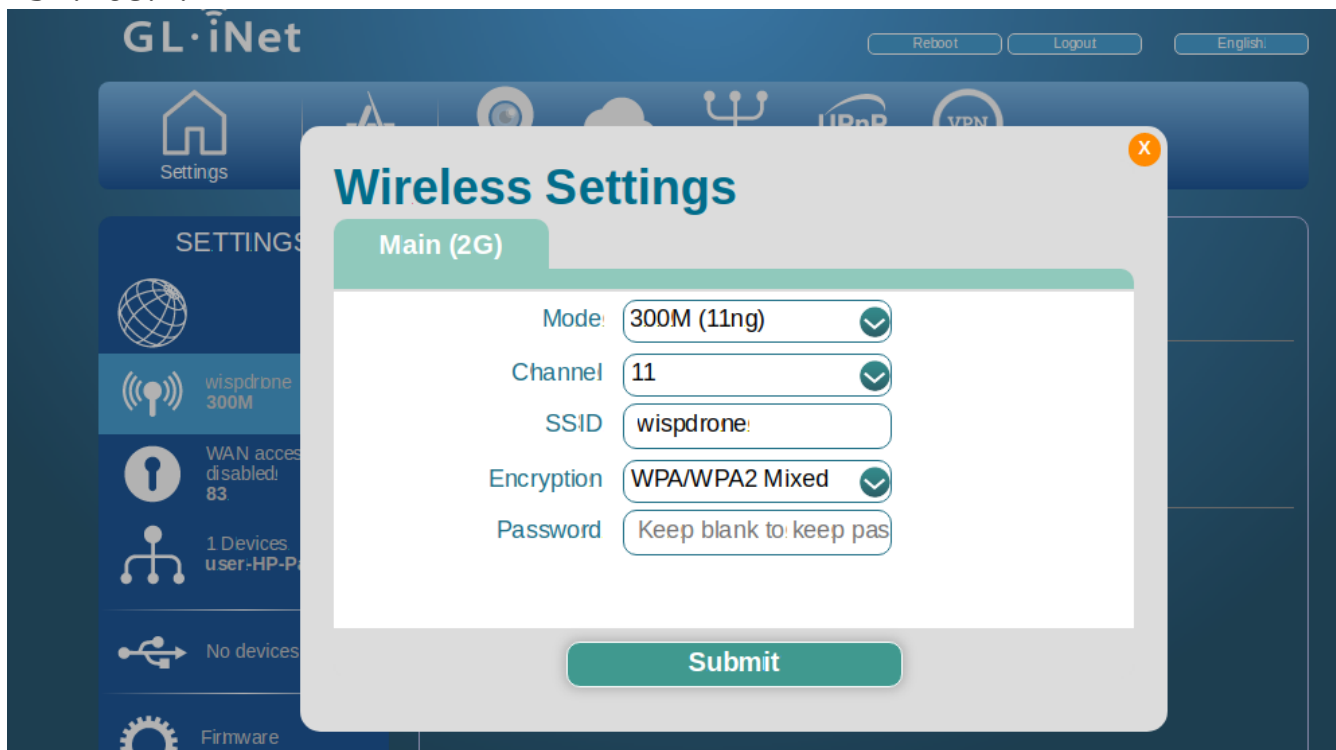 GL·iNet
Reboot
Logout
English
Settings
UPnP
VPN
X
Wireless Settings
SETTINGS
Main (2G)
Mode
300M (11ng)
Channel
11
SSID
wispdrone
Encryption
WPA/WPA2 Mixed
Password
Keep blank to keep pas
Submit
wispdrone
300M
WAN acces
disabled
83
1 Devices
user-HP-Pa
No devices
Firmware